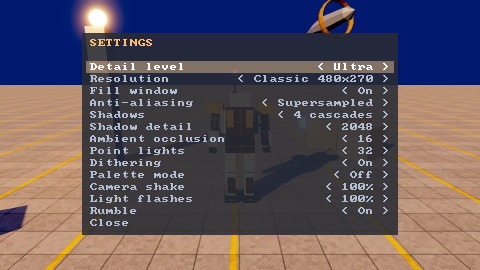 SETTINGS
Detail level < Ultra >
Resolution < Classic 480x270 >
Fill window < On >
Anti-aliasing < Supersampled >
Shadows < 4 cascades >
Shadow detail < 2048 >
Ambient occlusion < 16 >
Point lights < 32 >
Dithering < On >
Palette mode < Off >
Camera shake < 100% >
Light flashes < 100% >
Rumble < On >
Close